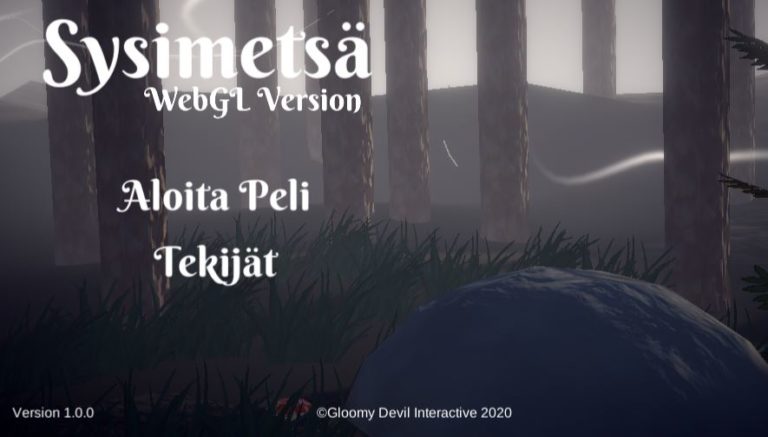 Sysimetsä
WebGL Version
Aloita Peli
Tekijät
Version 1.0.0
©Gloomy Devil Interactive 2020